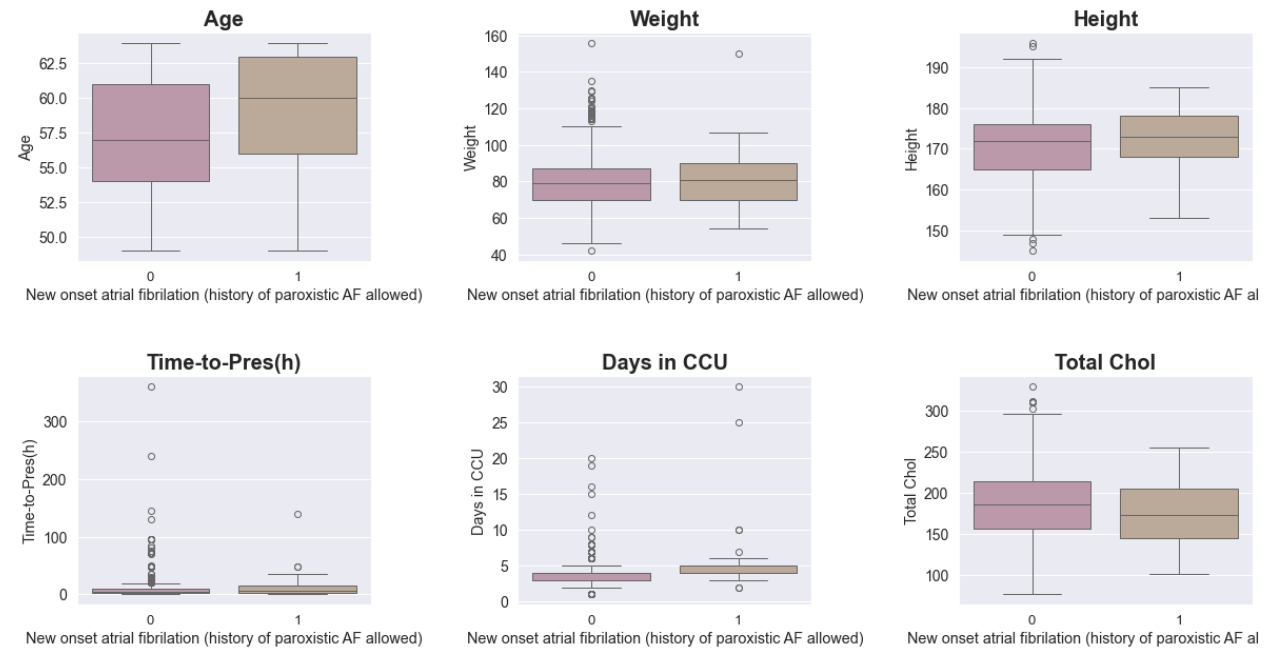 Age
Weight
Height
Age
62.5
60.0
57.5
55.0
52.5
50.0
0
1
New onset atrial fibrilation (history of paroxistic AF allowed)
Weight
160
140
120
100
80
60
40
0
1
New onset atrial fibrilation (history of paroxistic AF allowed)
Height
190
180
170
160
150
0
1
New onset atrial fibrilation (history of paroxistic AF al
Time-to-Pres(h)
Days in CCU
Total Chol
Time-to-Pres(h)
300
200
100
0
0
1
New onset atrial fibrilation (history of paroxistic AF allowed)
Days in CCU
30
25
20
15
10
5
0
0
1
New onset atrial fibrilation (history of paroxistic AF allowed)
Total Chol
300
250
200
150
100
0
1
New onset atrial fibrilation (history of paroxistic AF al